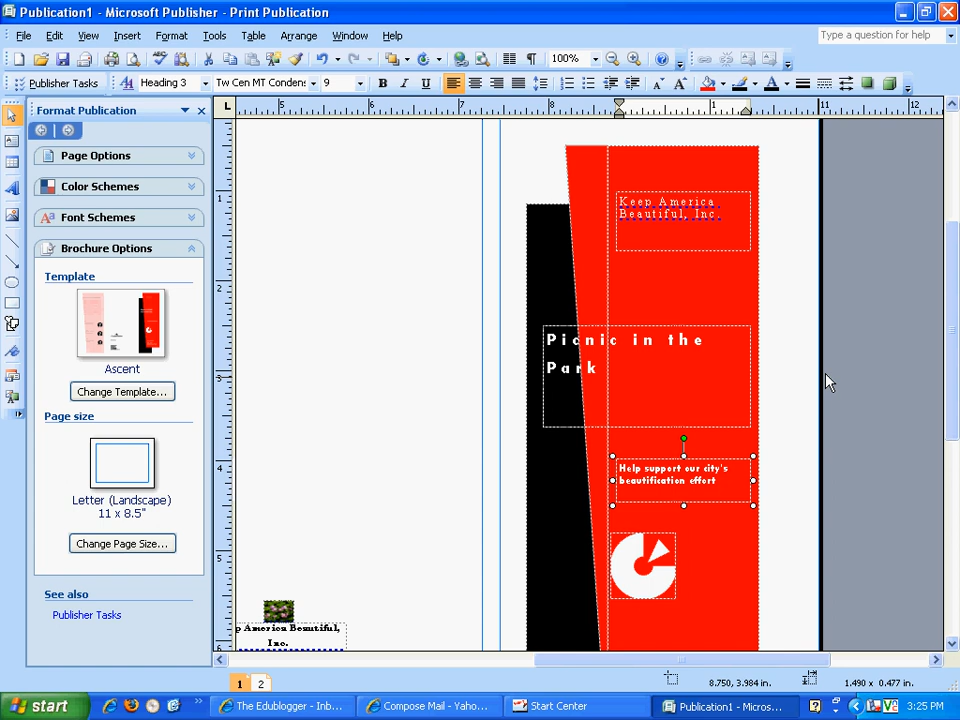 Publication1 - Microsoft Publisher - Print Publication
File Edit View Insert Format Tools Table Arrange Window Help
Type a question for help
100%
Publisher Tasks
Heading 3
Tw Cen MT Condens
9
B I U
Format Publication
Page Options
Color Schemes
Font Schemes
Brochure Options
Template
Ascent
Change Template...
Page size
Letter (Landscape)
11 x 8.5"
Change Page Size...
See also
Publisher Tasks
Keep America
Beautiful, Inc.
Picnic in the
Park
Help support our city's
beautification effort
p America Beautiful,
Inc.
1 2
8.750, 3.984 in.
1.490 x 0.477 in.
start
The Edublogger - Inb...
Compose Mail - Yaho...
Start Center
Publication1 - Micros...
3:25 PM